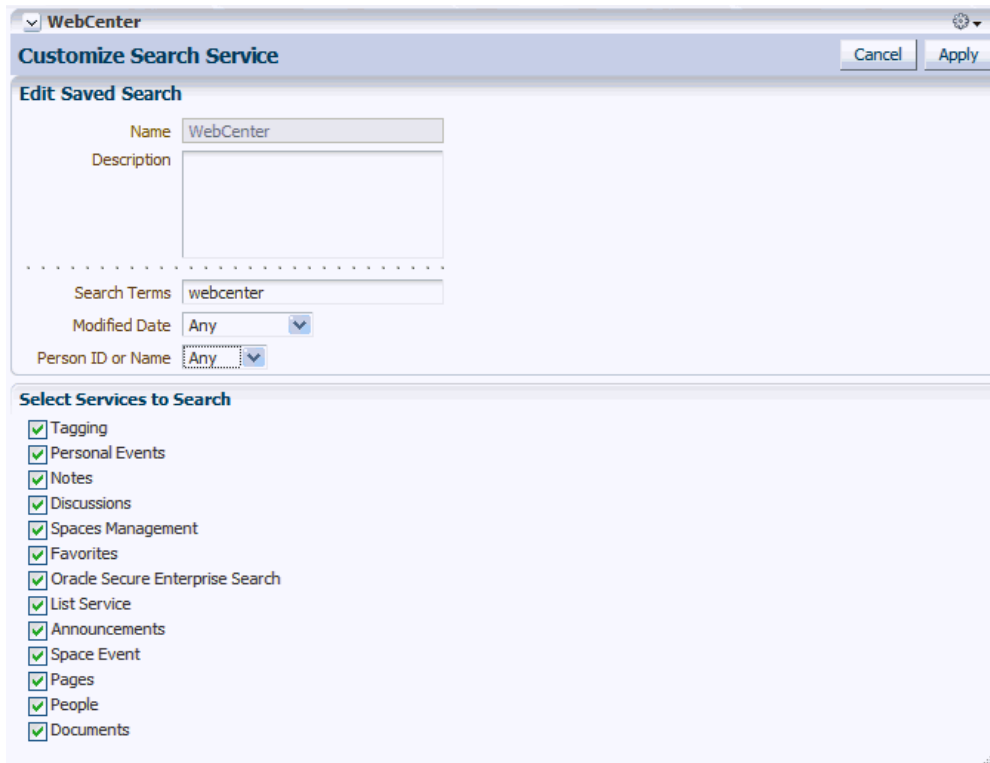 WebCenter
Customize Search Service Cancel Apply
Edit Saved Search
Name WebCenter
Description
Search Terms webcenter
Modified Date Any
Person ID or Name Any
Select Services to Search
Tagging
Personal Events
Notes
Discussions
Spaces Management
Favorites
Oracle Secure Enterprise Search
List Service
Announcements
Space Event
Pages
People
Documents